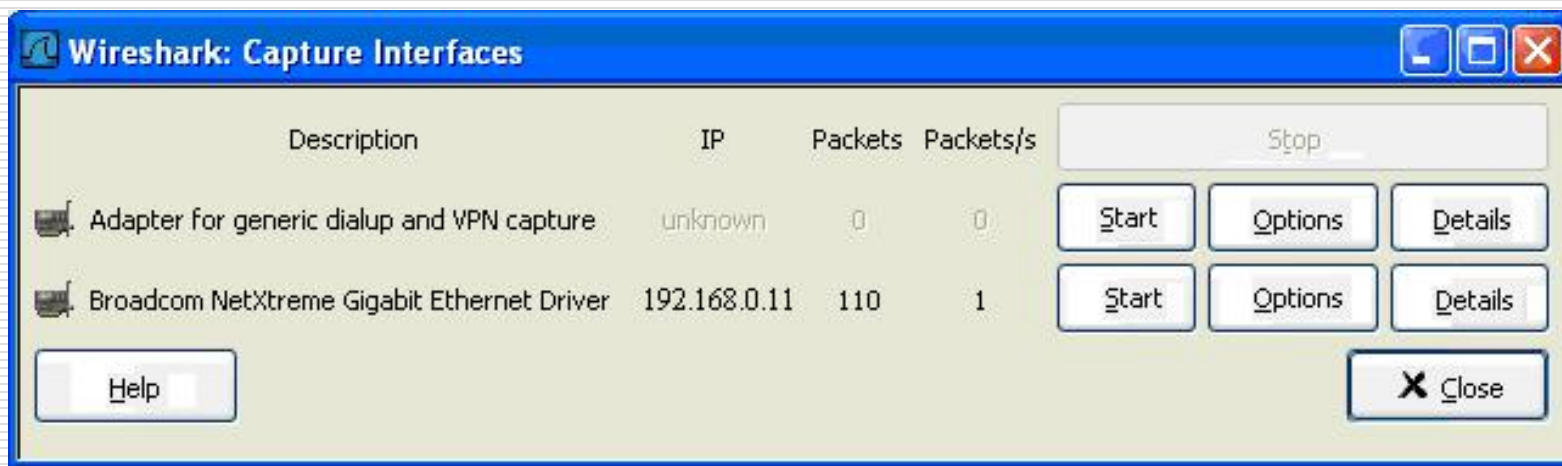 Wireshark: Capture Interfaces
Description IP Packets Packets/s Stop
Adapter for generic dialup and VPN capture unknown 0 0 Start Options Details
Broadcom NetXtreme Gigabit Ethernet Driver 192.168.0.11 110 1 Start Options Details
Help Close